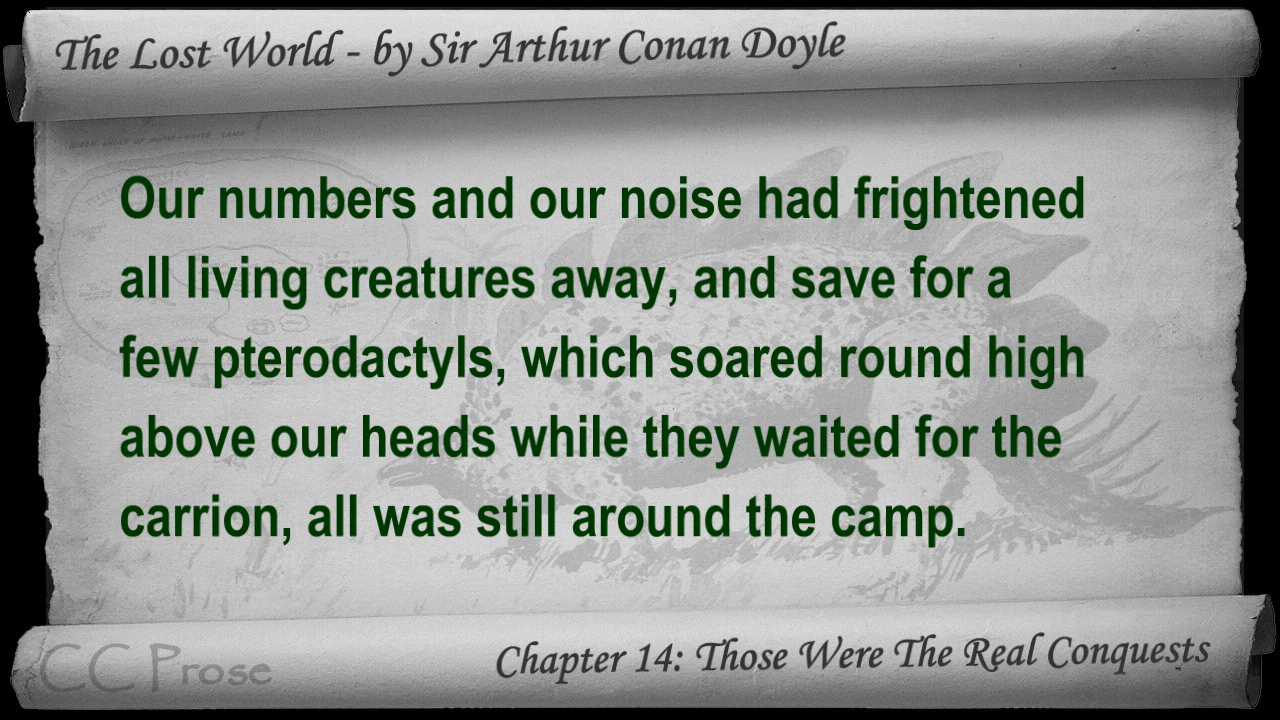 The Lost World - by Sir Arthur Conan Doyle
Our numbers and our noise had frightened
all living creatures away, and save for a
few pterodactyls, which soared round high
above our heads while they waited for the
carrion, all was still around the camp.
CC Prose
Chapter 14: Those Were The Real Conquests